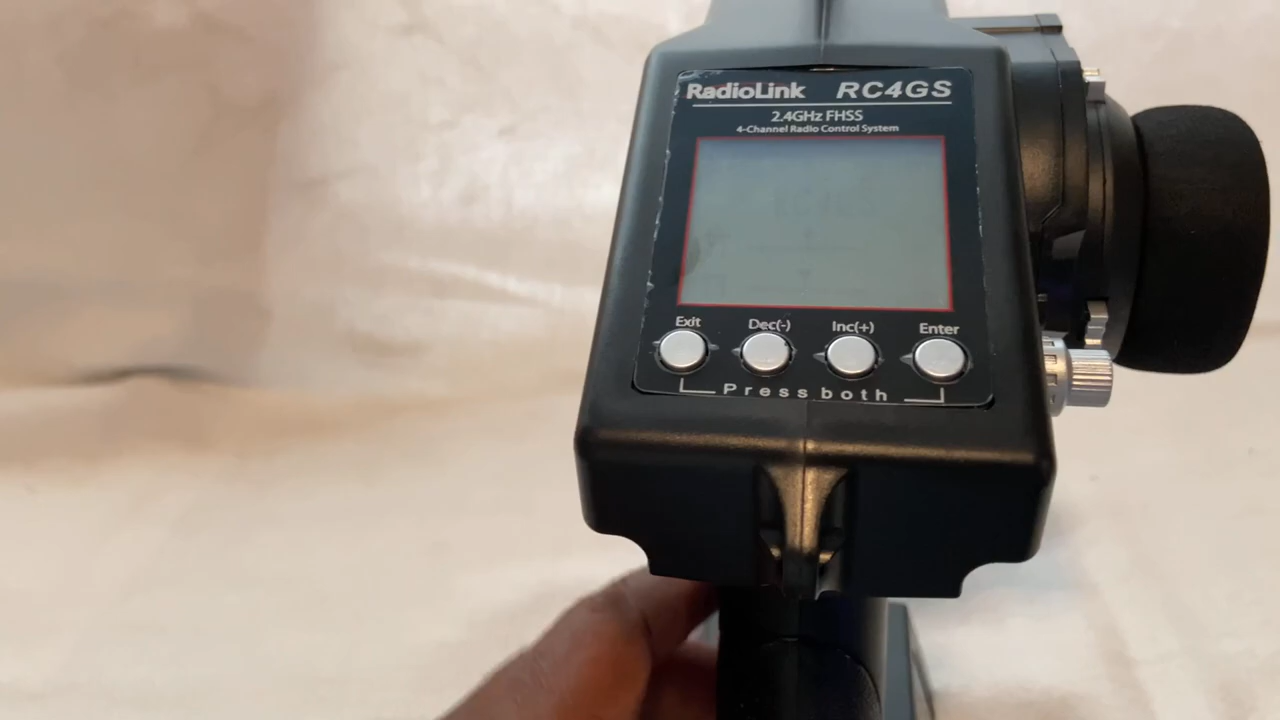 RadioLink RC4GS
2.4GHz FHSS
4-Channel Radio Control System
Exit Dec(-) Inc(+) Enter
Press both